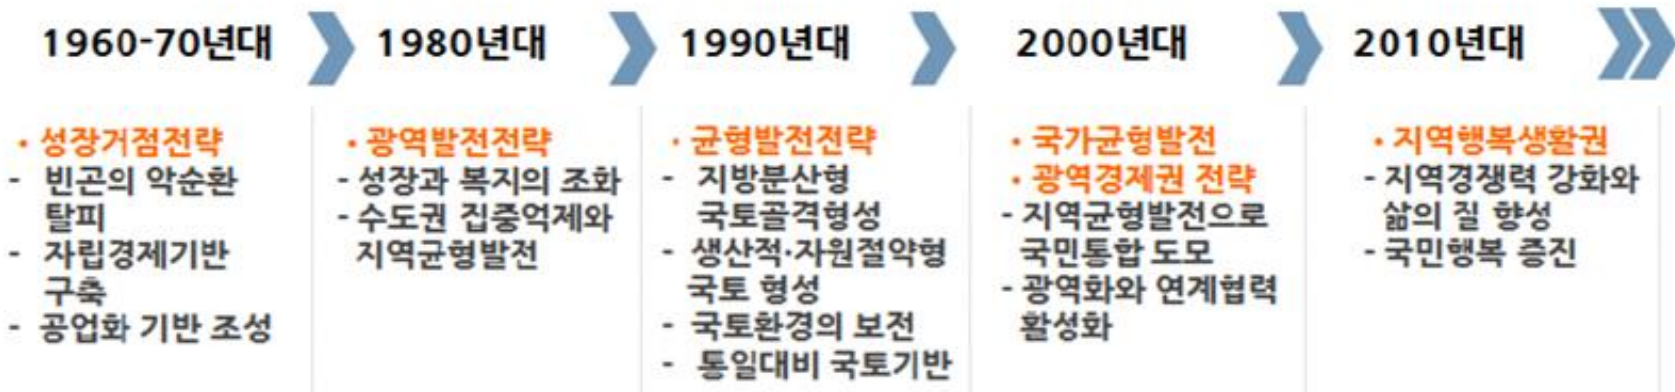 1960-70년대
1980년대
1990년대
2000년대
2010년대
• 성장거점전략
- 빈곤의 악순환
탈피
- 자립경제기반
구축
- 공업화 기반 조성
• 광역발전전략
- 성장과 복지의 조화
- 수도권 집중억제와
지역균형발전
• 균형발전전략
- 지방분산형
국토골격형성
- 생산적·자원절약형
국토 형성
- 국토환경의 보전
- 통일대비 국토기반
• 국가균형발전
• 광역경제권 전략
- 지역균형발전으로
국민통합 도모
- 광역화와 연계협력
활성화
• 지역행복생활권
- 지역경쟁력 강화와
삶의 질 향성
- 국민행복 증진